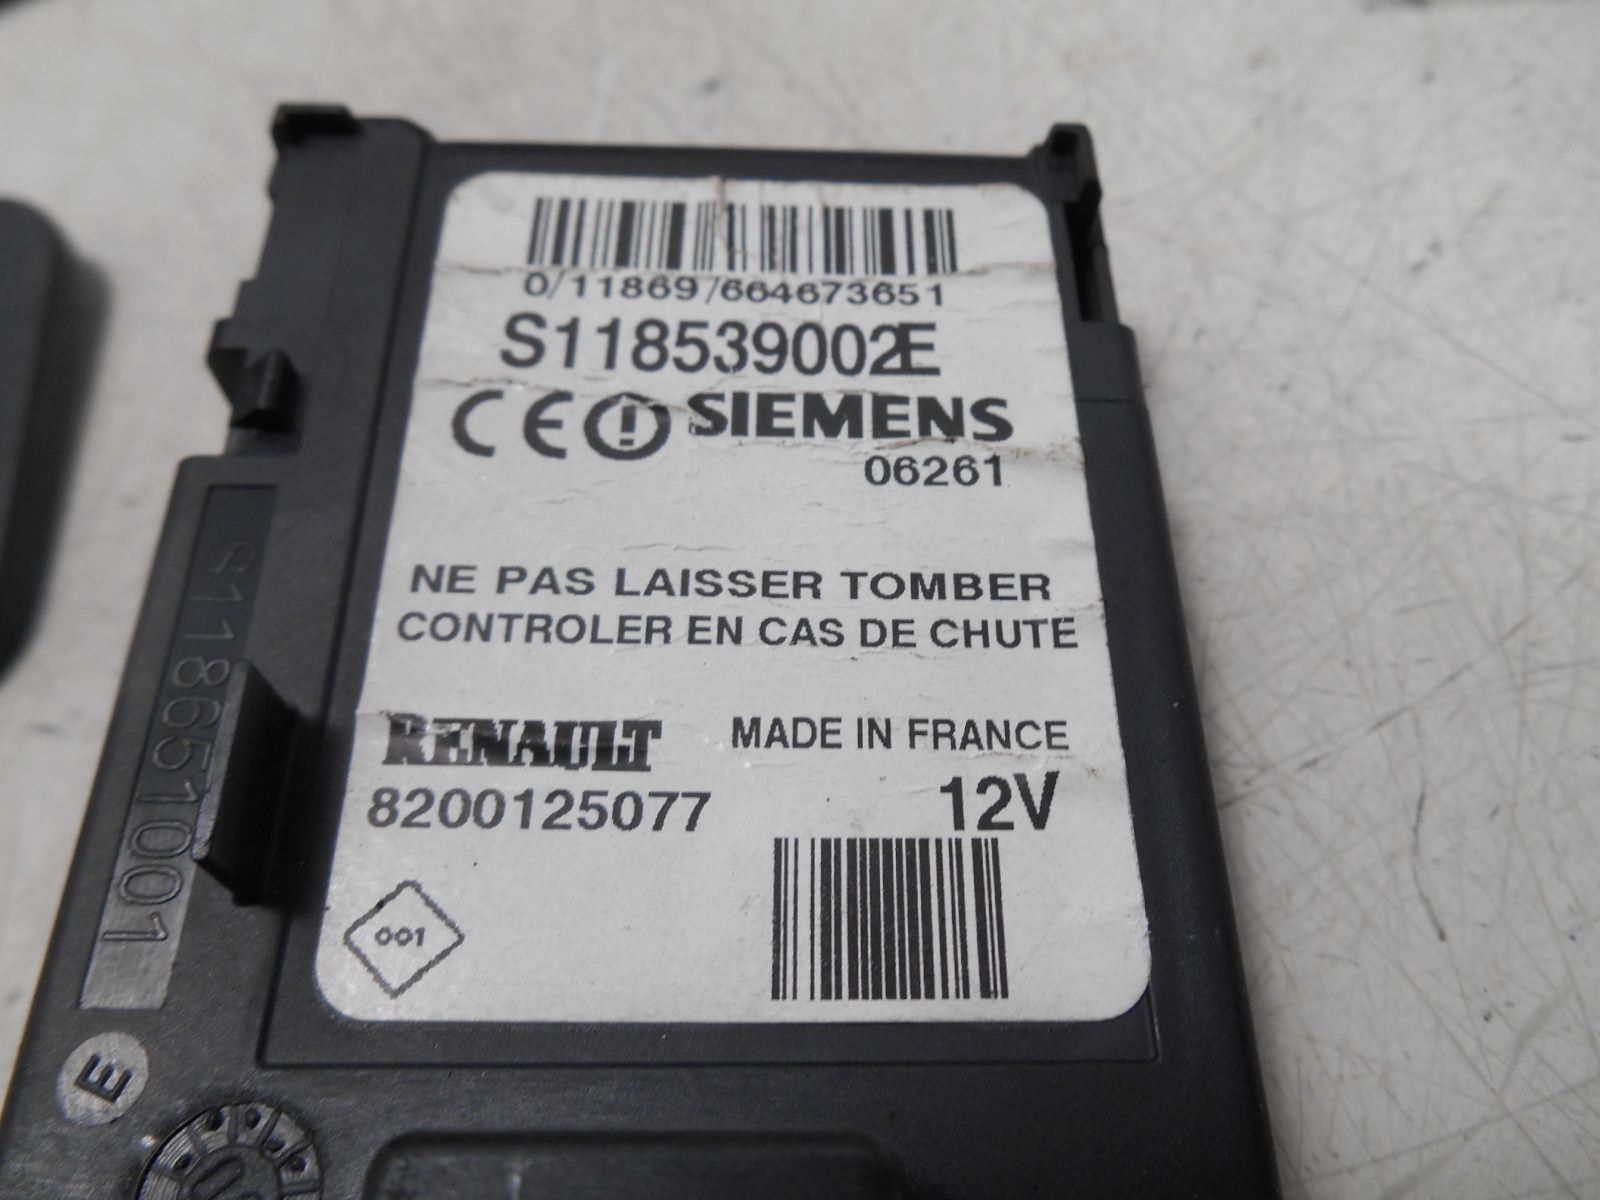 0/11869/664673651
S118539002E
CE SIEMENS
06261
NE PAS LAISSER TOMBER
CONTROLER EN CAS DE CHUTE
RENAULT MADE IN FRANCE
8200125077 12V
001
S118651001
E